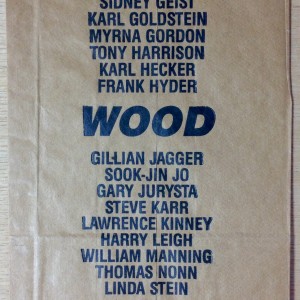 SIDNEY GEIST
KARL GOLDSTEIN
MYRNA GORDON
TONY HARRISON
KARL HECKER
FRANK HYDER
WOOD
GILLIAN JAGGER
SOOK-JIN JO
GARY JURYSTA
STEVE KARR
LAWRENCE KINNEY
HARRY LEIGH
WILLIAM MANNING
THOMAS NONN
LINDA STEIN